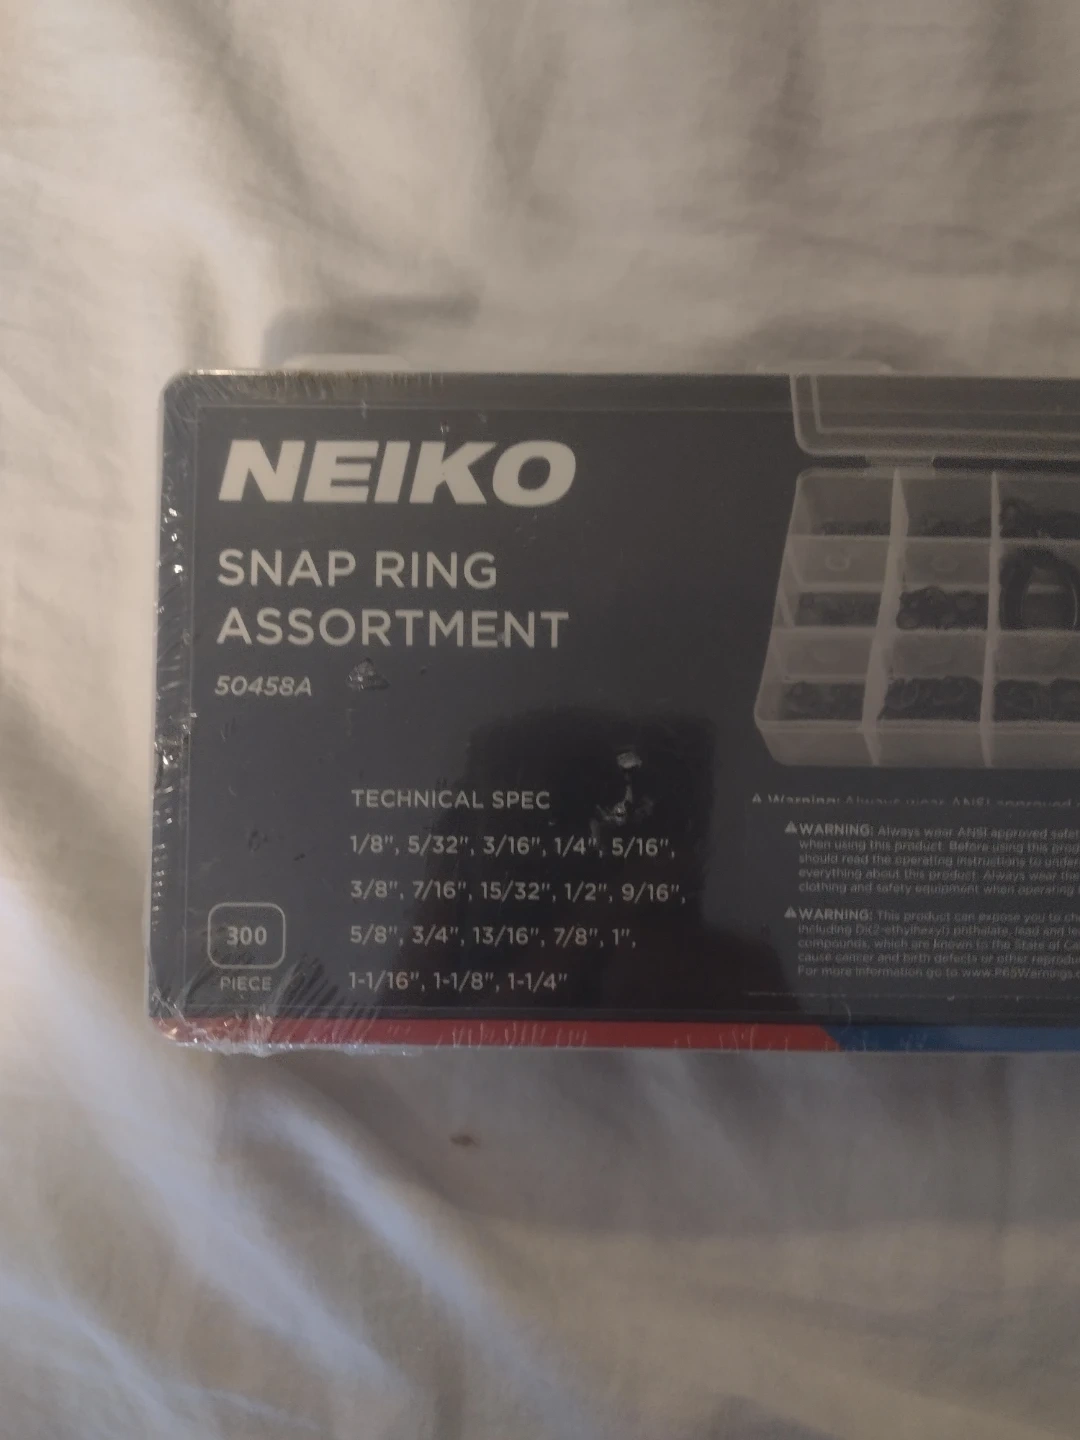 NEIKO
SNAP RING
ASSORTMENT
50458A
TECHNICAL SPEC
1/8", 5/32", 3/16", 1/4", 5/16",
3/8", 7/16", 15/32", 1/2", 9/16",
5/8", 3/4", 13/16", 7/8", 1",
1-1/16", 1-1/8", 1-1/4"
300
PIECE
Warning: Always wear ANSI approved
WARNING: Always wear ANSI approved
when using this product. Before using this
should read the operating instructions to
everything about this product. Always wear
clothing and safety equipment when operating
WARNING: This product can expose you to
including Di(2-ethylhexyl) phthalate, lead and
compounds, which are known to the State of
cause cancer and birth defects or other
For more information go to